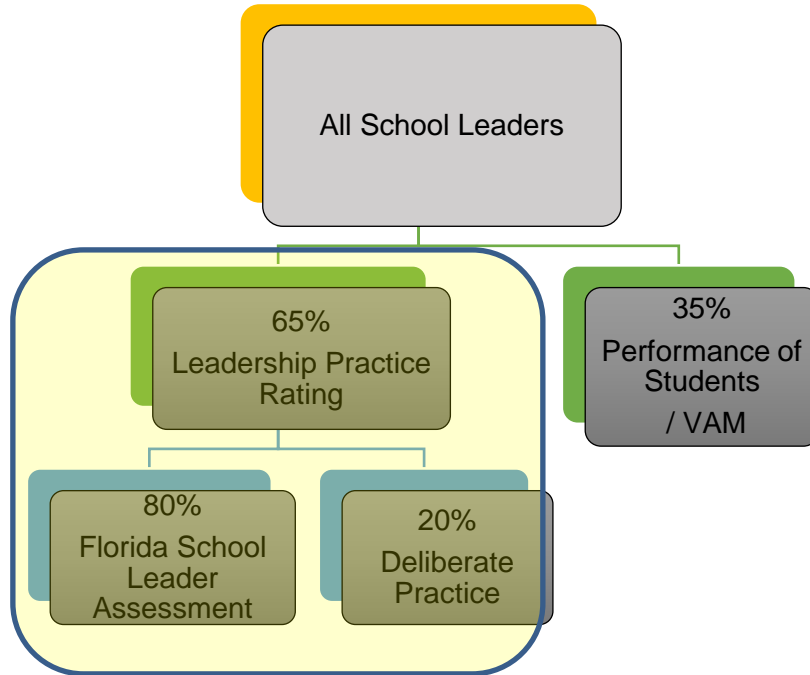 All School Leaders
65%
Leadership Practice
Rating
35%
Performance of
Students
/ VAM
80%
Florida School
Leader
Assessment
20%
Deliberate
Practice